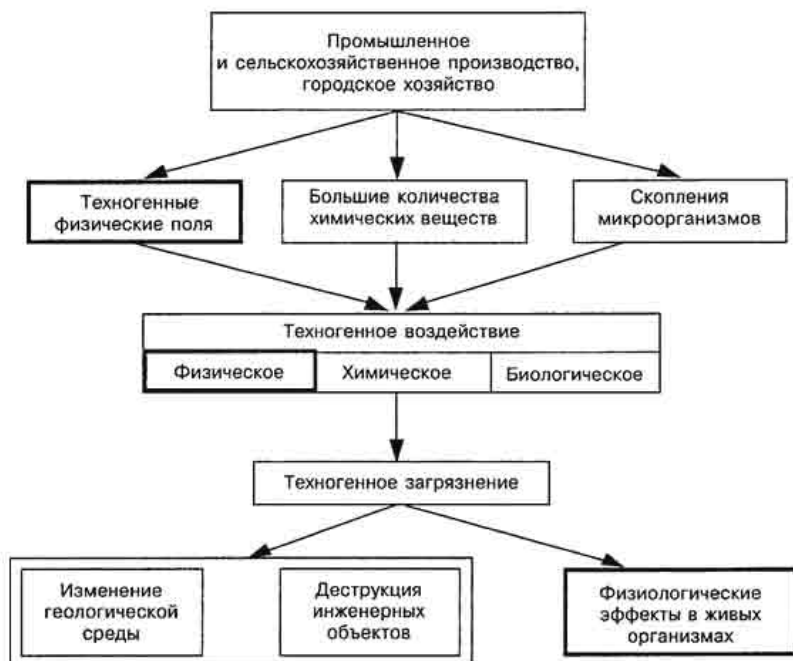 Промышленное
и сельскохозяйственное производство,
городское хозяйство
Техногенные
физические поля
Большие количества
химических веществ
Скопления
микроорганизмов
Техногенное воздействие
Физическое
Химическое
Биологическое
Техногенное загрязнение
Изменение
геологической
среды
Деструкция
инженерных
объектов
Физиологические
эффекты в живых
организмах